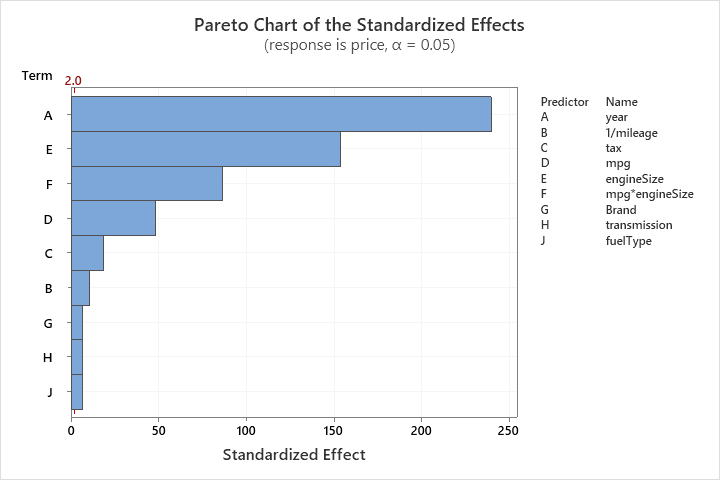 Pareto Chart of the Standardized Effects
(response is price, α = 0.05)
Term
2.0
A
E
F
D
C
B
G
H
J
0 50 100 150 200 250
Standardized Effect
Predictor Name
A year
B 1/mileage
C tax
D mpg
E engineSize
F mpg*engineSize
G Brand
H transmission
J fuelType